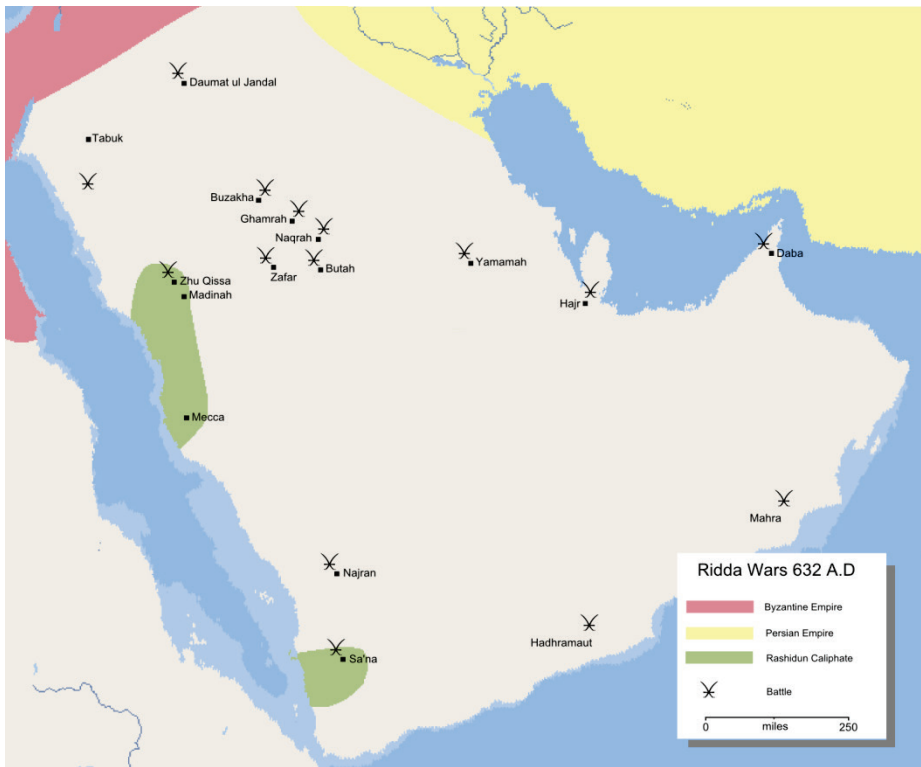 Daumat ul Jandal
Tabuk
Buzakha
Ghamrah
Naqrah
Zafar
Butah
Yamamah
Daba
Zhu Qissa
Madinah
Hajr
Mecca
Mahra
Najran
Hadhramaut
Sa'na
Ridda Wars 632 A.D
Byzantine Empire
Persian Empire
Rashidun Caliphate
Battle
0 250
miles